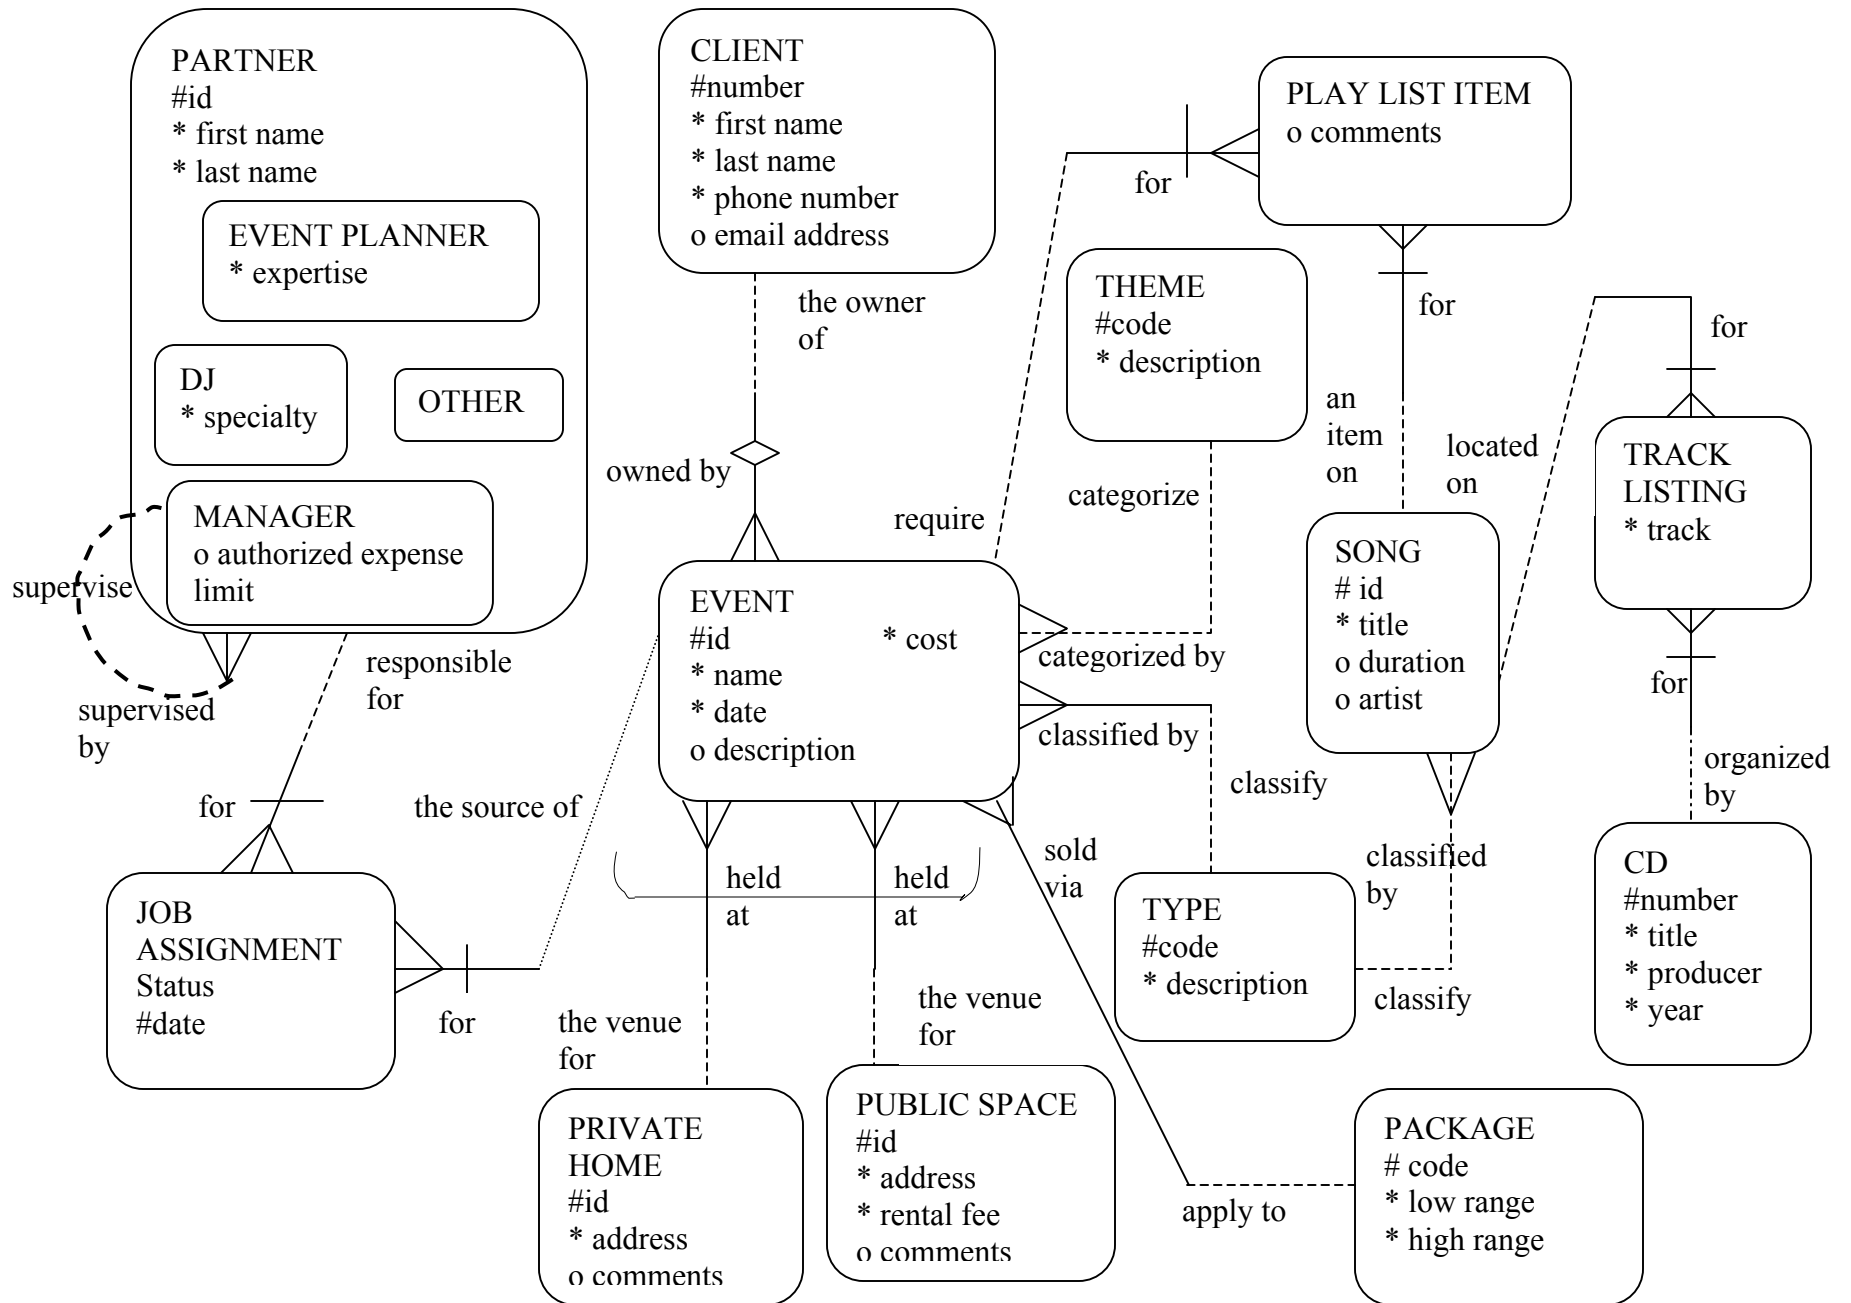 PARTNER
#id
* first name
* last name
EVENT PLANNER
* expertise
DJ
* specialty
OTHER
MANAGER
o authorized expense
limit
supervise
supervised
by
responsible
for
for
JOB
ASSIGNMENT
Status
#date
for
the source of
CLIENT
#number
* first name
* last name
* phone number
o email address
the owner
of
owned by
EVENT
#id
* cost
* name
* date
o description
require
for
PLAY LIST ITEM
o comments
for
an
item
on
THEME
#code
* description
categorize
categorized by
classified by
classify
SONG
# id
* title
o duration
o artist
located
on
for
TRACK
LISTING
* track
for
organized
by
CD
#number
* title
* producer
* year
classified
by
classify
TYPE
#code
* description
held
at
held
at
the venue
for
the venue
for
PRIVATE
HOME
#id
* address
o comments
PUBLIC SPACE
#id
* address
* rental fee
o comments
sold
via
apply to
PACKAGE
# code
* low range
* high range